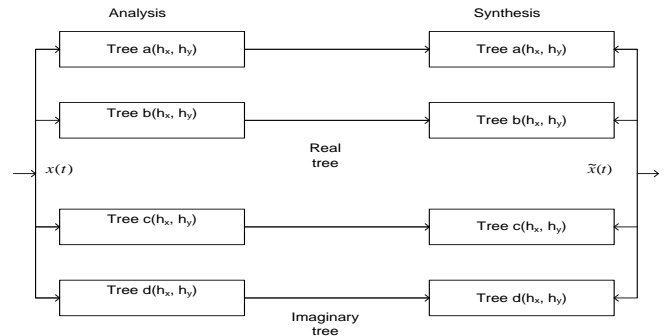 Analysis Synthesis
Tree a(hx, hy) Tree a(hx, hy)
Tree b(hx, hy) Tree b(hx, hy)
Real
tree
x(t) x̃(t)
Tree c(hx, hy) Tree c(hx, hy)
Tree d(hx, hy) Tree d(hx, hy)
Imaginary
tree